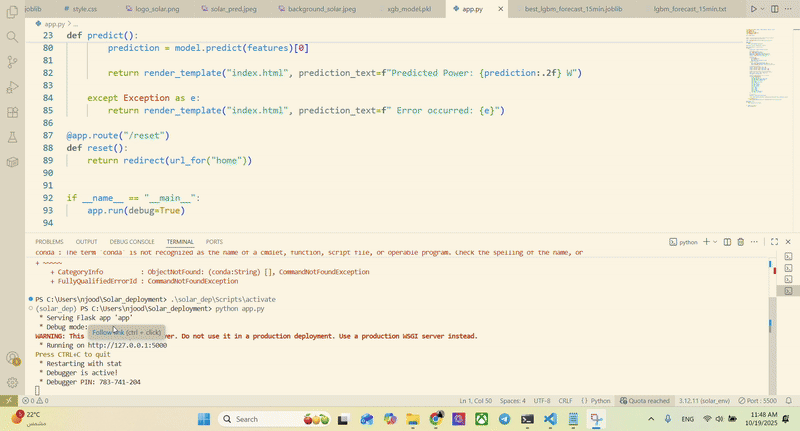 joblib style.css logo_solar.png solar_pred.jpeg background_solar.jpeg xgb_model.pkl app.py best_lgbm_forecast_15min.joblib lgbm_forecast_15min.txt
app.py > ...
23 def predict():
80 prediction = model.predict(features)[0]
81
82 return render_template("index.html", prediction_text=f"Predicted Power: {prediction:.2f} W")
83
84 except Exception as e:
85 return render_template("index.html", prediction_text=f" Error occurred: {e}")
86
87 @app.route("/reset")
88 def reset():
89 return redirect(url_for("home"))
90
91
92 if __name__ == "__main__":
93 app.run(debug=True)
94
PROBLEMS OUTPUT DEBUG CONSOLE TERMINAL PORTS
python
conda : The term 'conda' is not recognized as the name of a cmdlet, function, script file, or operable program. Check the spelling of the name, or
+ ~~~~~
+ CategoryInfo : ObjectNotFound: (conda:String) [], CommandNotFoundException
+ FullyQualifiedErrorId : CommandNotFoundException
PS C:\Users\njood\Solar_deployment> .\solar_dep\Scripts\activate
(solar_dep) PS C:\Users\njood\Solar_deployment> python app.py
* Serving Flask app 'app'
* Debug mode:
Follow link (ctrl + click)
WARNING: This ver. Do not use it in a production deployment. Use a production WSGI server instead.
* Running on http://127.0.0.1:5000
Press CTRL+C to quit
* Restarting with stat
* Debugger is active!
* Debugger PIN: 783-741-204
0 0 Ln 1, Col 50 Spaces: 4 UTF-8 CRLF {} Python Quota reached 3.12.11 (solar_env) Port : 5500
22°C
مشمس
Search
ENG
11:48 AM
10/19/2025